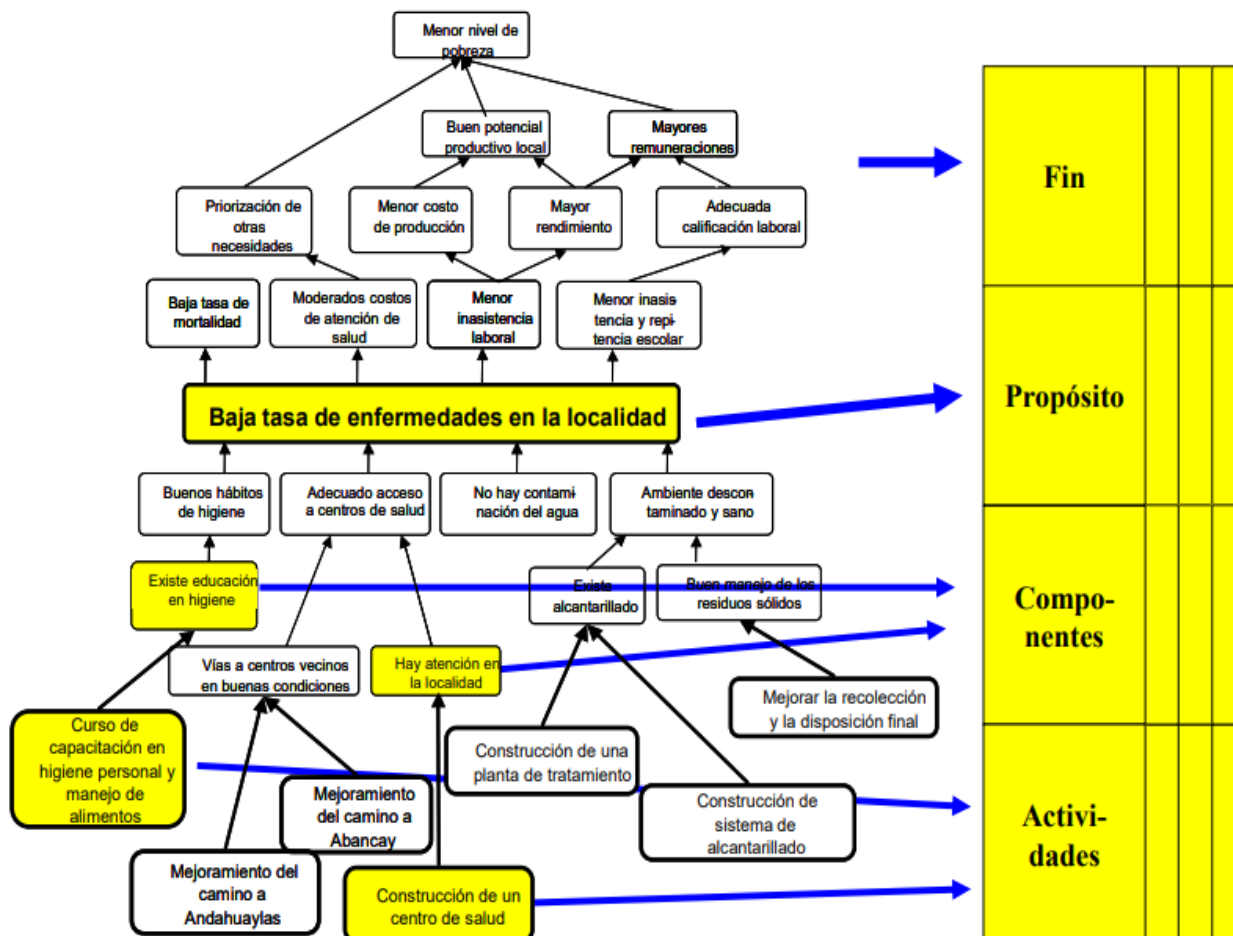 Menor nivel de
pobreza
Buen potencial
productivo local
Mayores
remuneraciones
Priorización de
otras
necesidades
Menor costo
de producción
Mayor
rendimiento
Adecuada
calificación laboral
Baja tasa de
mortalidad
Moderados costos
de atención de
salud
Menor
inasistencia
laboral
Menor inasis-
tencia y repi-
tencia escolar
Baja tasa de enfermedades en la localidad
Buenos hábitos
de higiene
Adecuado acceso
a centros de salud
No hay contami-
nación del agua
Ambiente descon-
taminado y sano
Existe educación
en higiene
Existe
alcantarillado
Buen manejo de los
residuos sólidos
Vías a centros vecinos
en buenas condiciones
Hay atención en
la localidad
Mejorar la recolección
y la disposición final
Curso de
capacitación en
higiene personal y
manejo de
alimentos
Construcción de una
planta de tratamiento
Mejoramiento
del camino a
Abancay
Construcción de
sistema de
alcantarillado
Mejoramiento del
camino a
Andahuaylas
Construcción de un
centro de salud
Fin
Propósito
Compo-
nentes
Activi-
dades